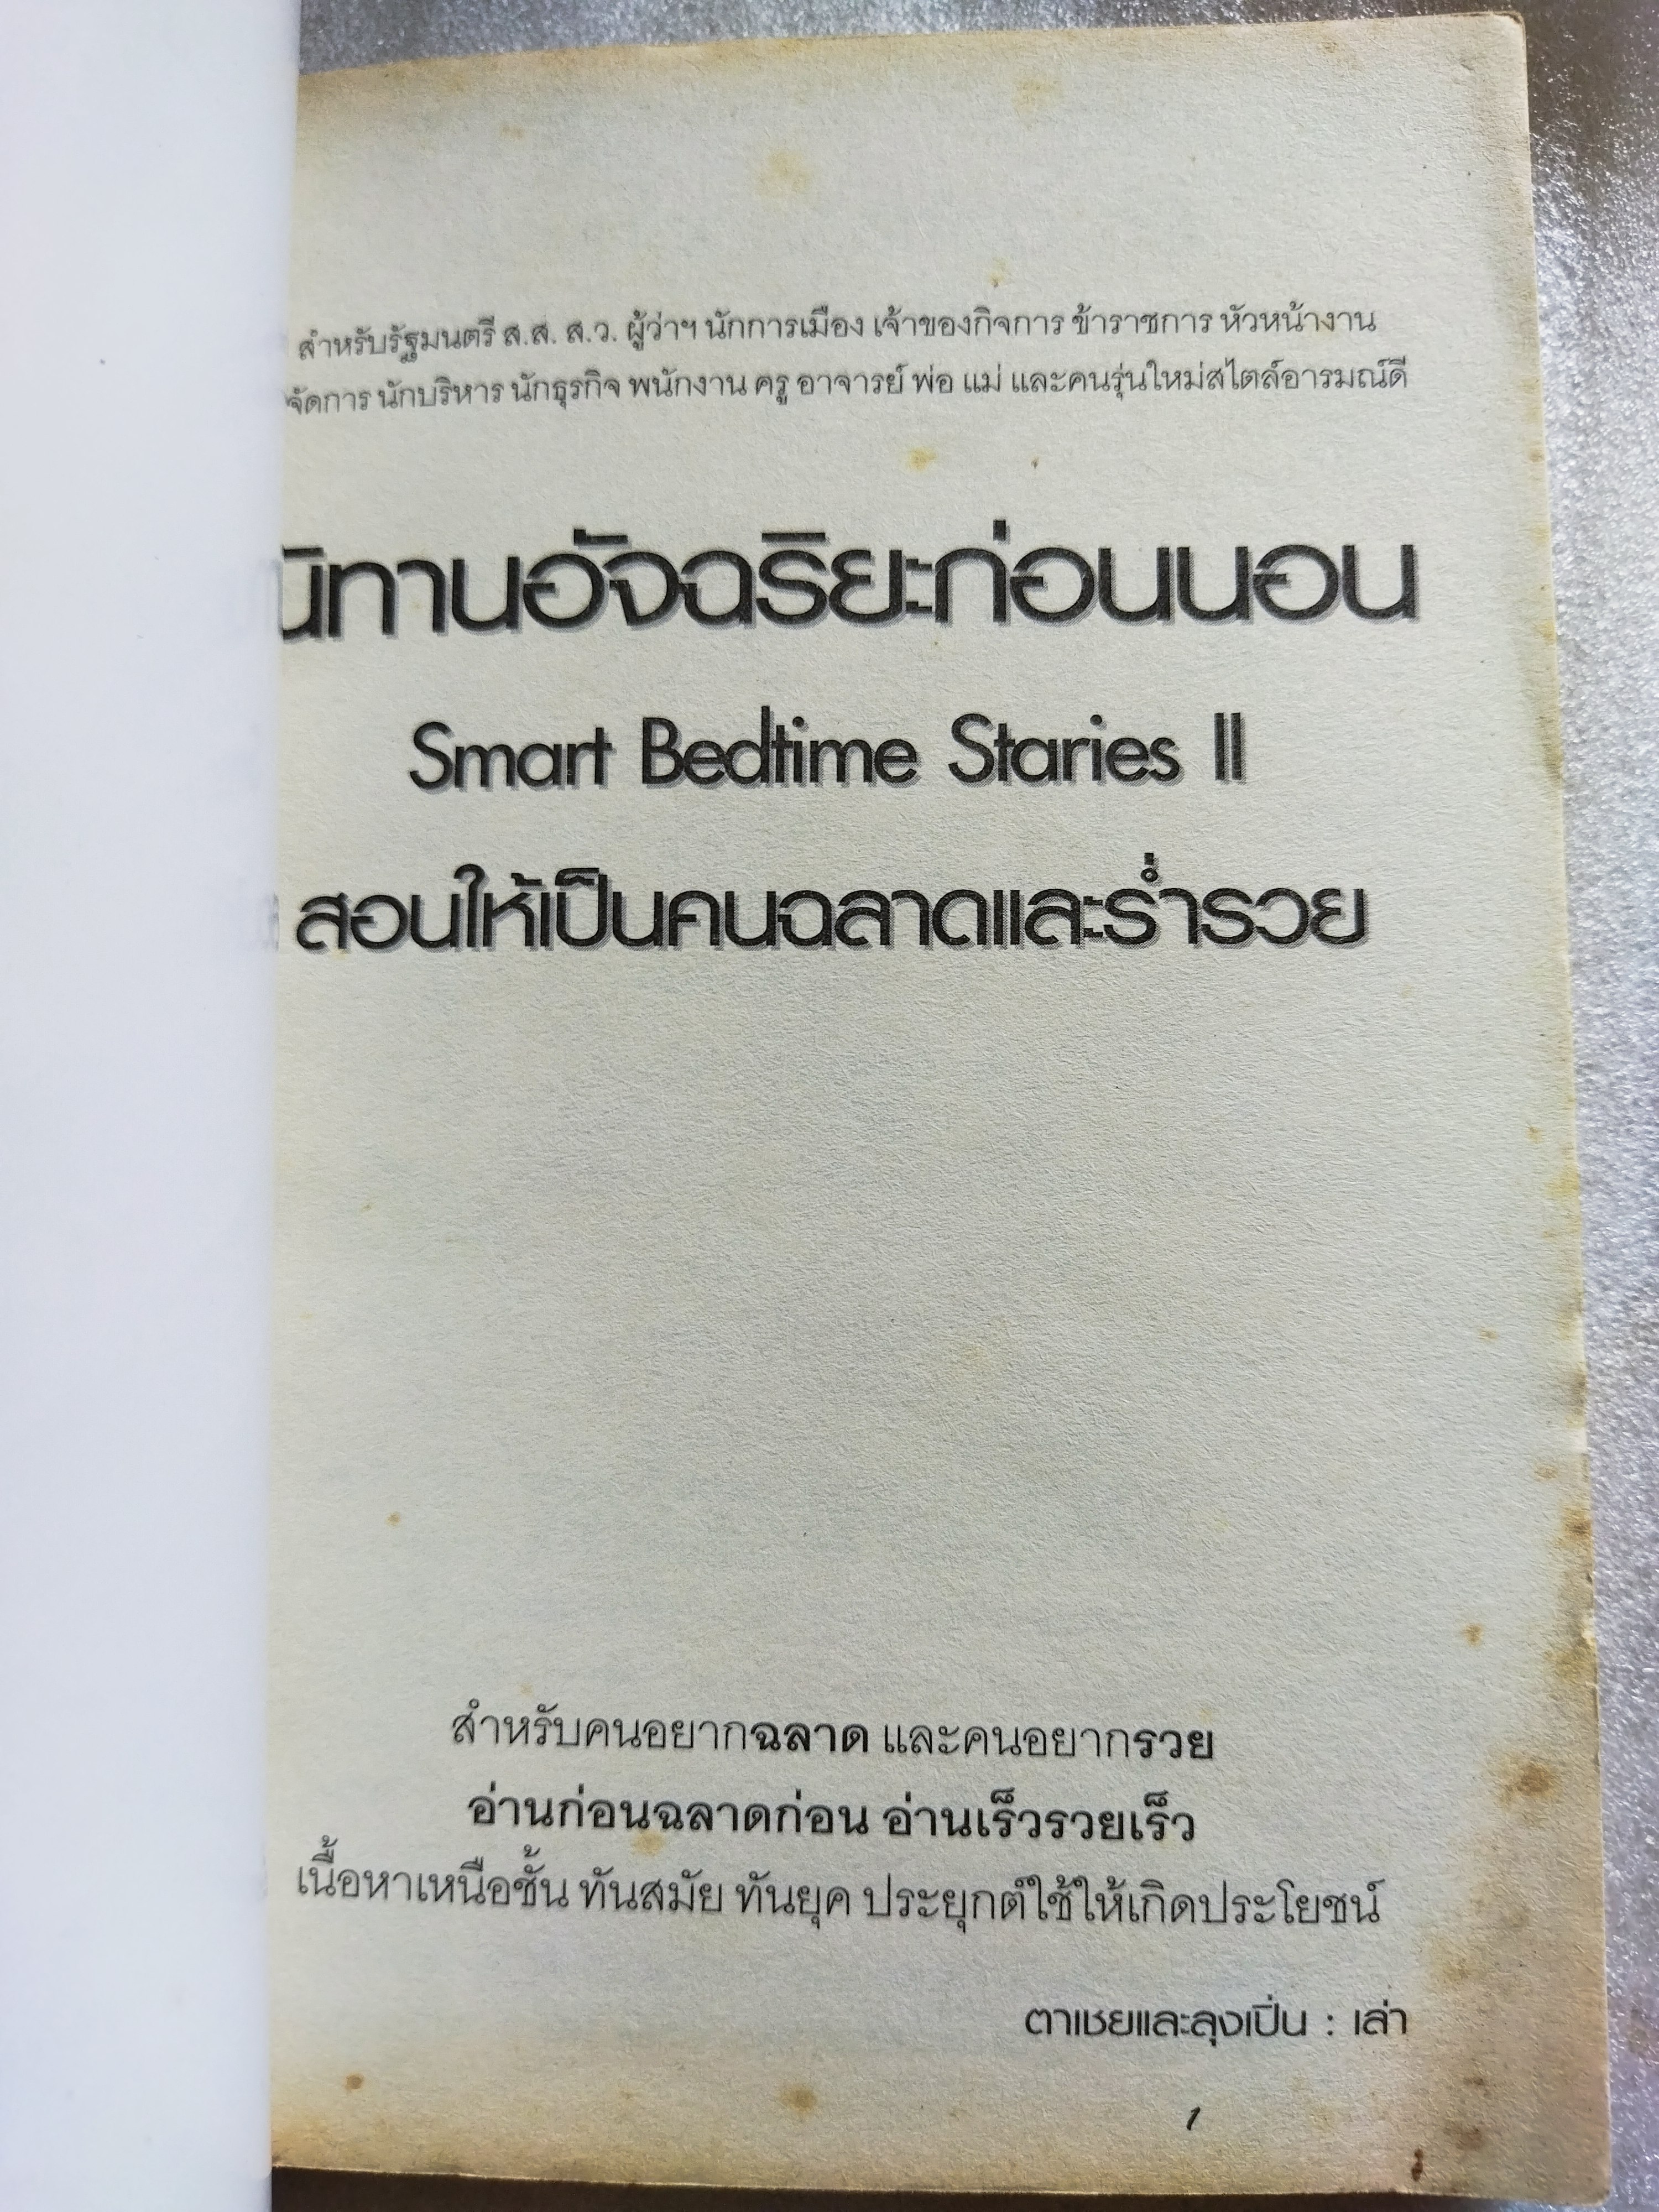 สำหรับรัฐมนตรี ส.ส. ส.ว. ผู้ว่าฯ นักการเมือง เจ้าของกิจการ ข้าราชการ หัวหน้างาน
จัดการ นักบริหาร นักธุรกิจ พนักงาน ครู อาจารย์ พ่อ แม่ และคนรุ่นใหม่สไตล์อารมณ์ดี
นิทานอัจฉริยะก่อนนอน
Smart Bedtime Staries II
สอนให้เป็นคนฉลาดและร่ำรวย
สำหรับคนอยากฉลาด และคนอยากรวย
อ่านก่อนฉลาดก่อน อ่านเร็วรวยเร็ว
เนื้อหาเหนือชั้น ทันสมัย ทันยุค ประยุกต์ใช้ให้เกิดประโยชน์
ตาเชยและลุงเปิ่น : เล่า